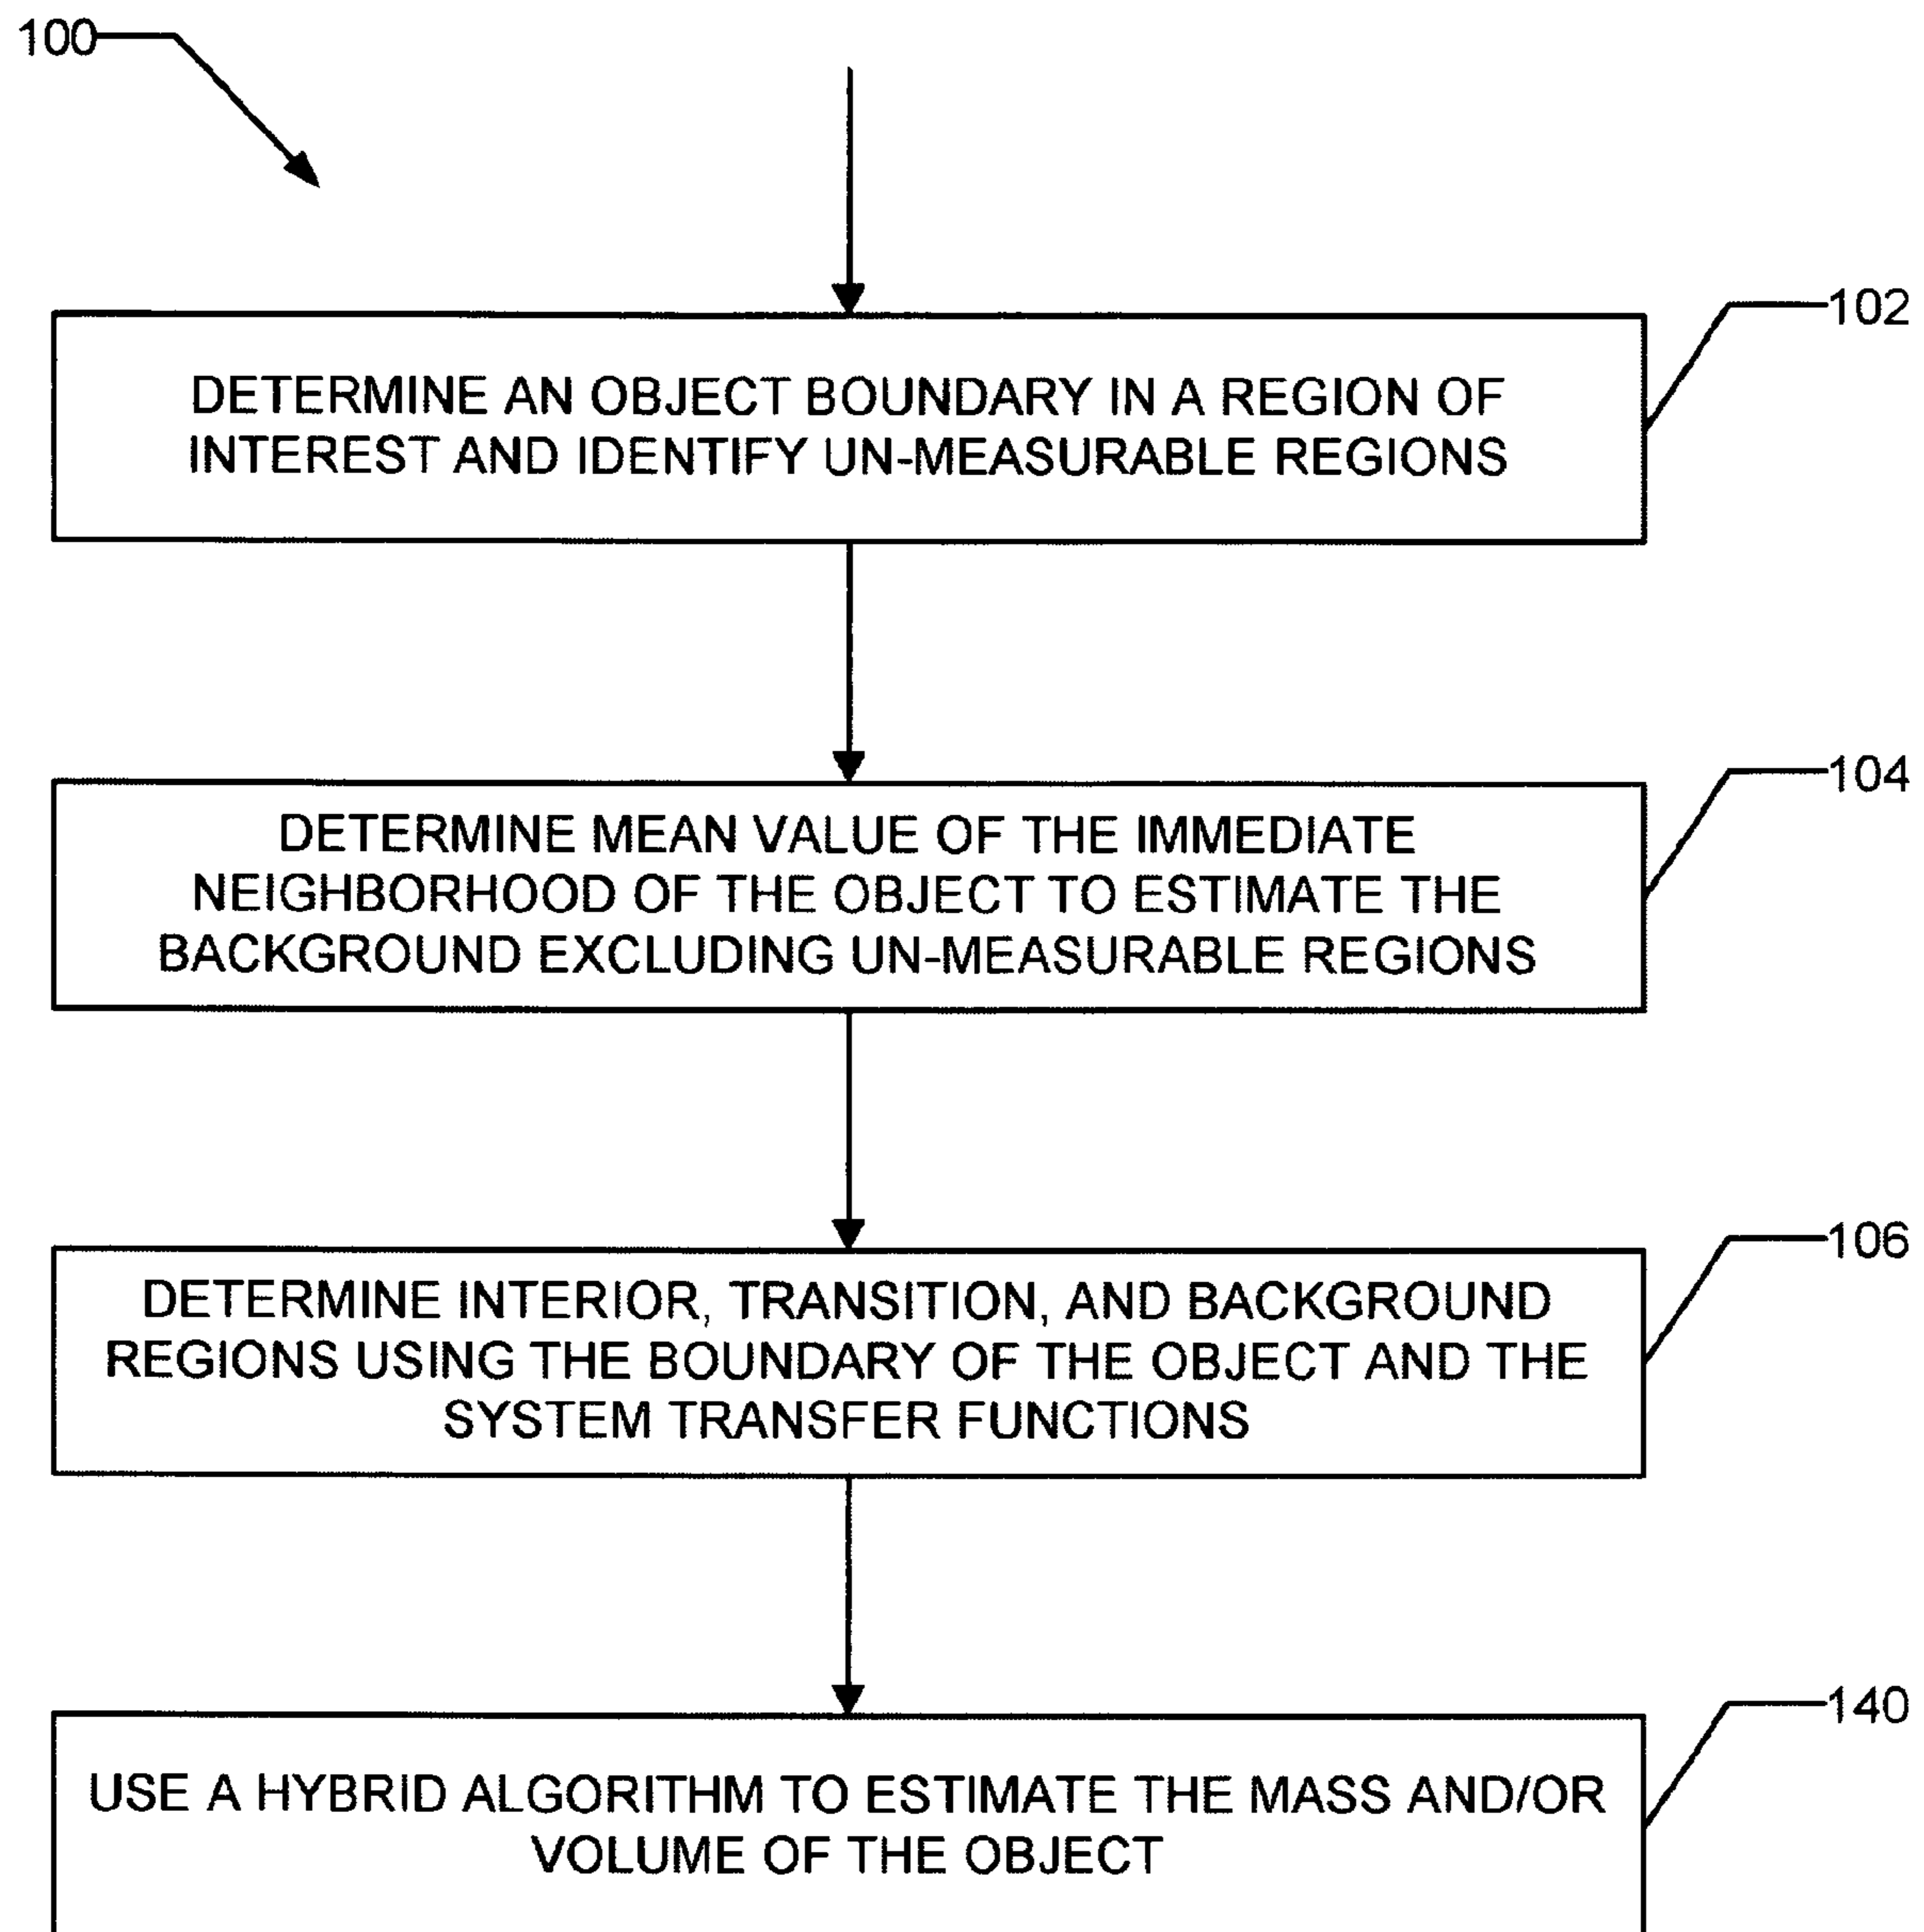 100
102
DETERMINE AN OBJECT BOUNDARY IN A REGION OF
INTEREST AND IDENTIFY UN-MEASURABLE REGIONS
104
DETERMINE MEAN VALUE OF THE IMMEDIATE
NEIGHBORHOOD OF THE OBJECT TO ESTIMATE THE
BACKGROUND EXCLUDING UN-MEASURABLE REGIONS
106
DETERMINE INTERIOR, TRANSITION, AND BACKGROUND
REGIONS USING THE BOUNDARY OF THE OBJECT AND THE
SYSTEM TRANSFER FUNCTIONS
140
USE A HYBRID ALGORITHM TO ESTIMATE THE MASS AND/OR
VOLUME OF THE OBJECT